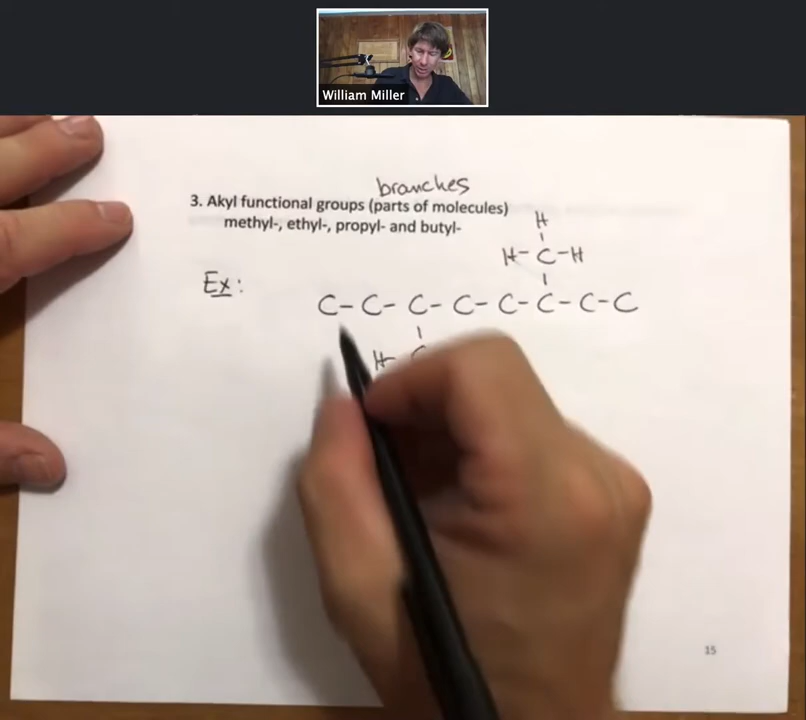 William Miller
branches
3. Akyl functional groups (parts of molecules)
methyl-, ethyl-, propyl- and butyl-
H
H-C-H
Ex:
C-C-C-C-C-C-C-C
H-C
15